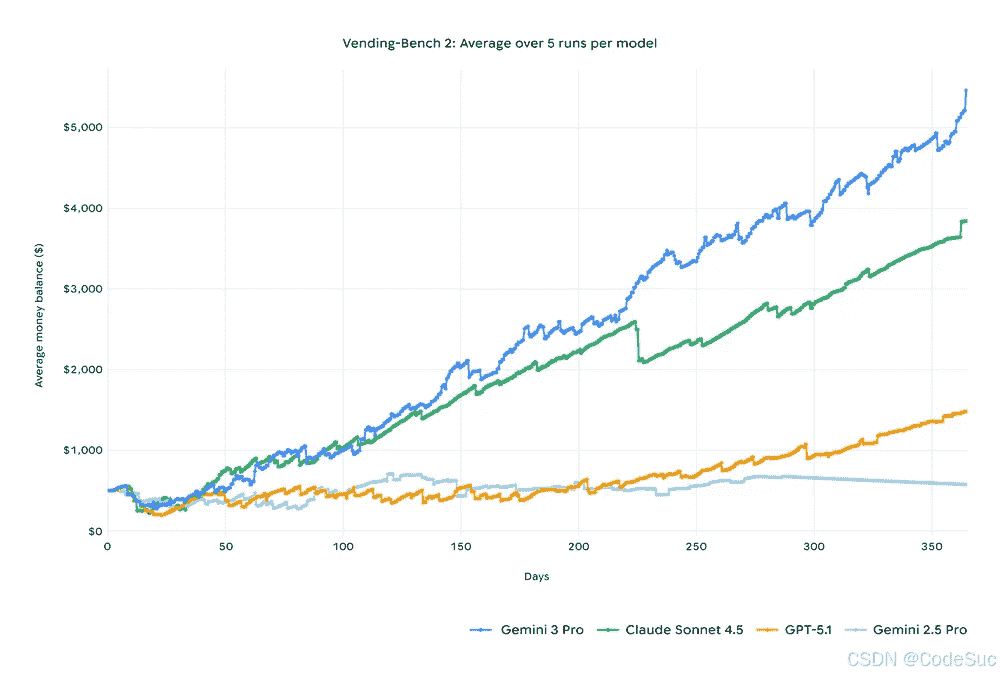 Vending-Bench 2: Average over 5 runs per model
Average money balance ($)
$5,000
$4,000
$3,000
$2,000
$1,000
$0
0 50 100 150 200 250 300 350
Days
Gemini 3 Pro Claude Sonnet 4.5 GPT-5.1 Gemini 2.5 Pro
CSDN @CodeSuc